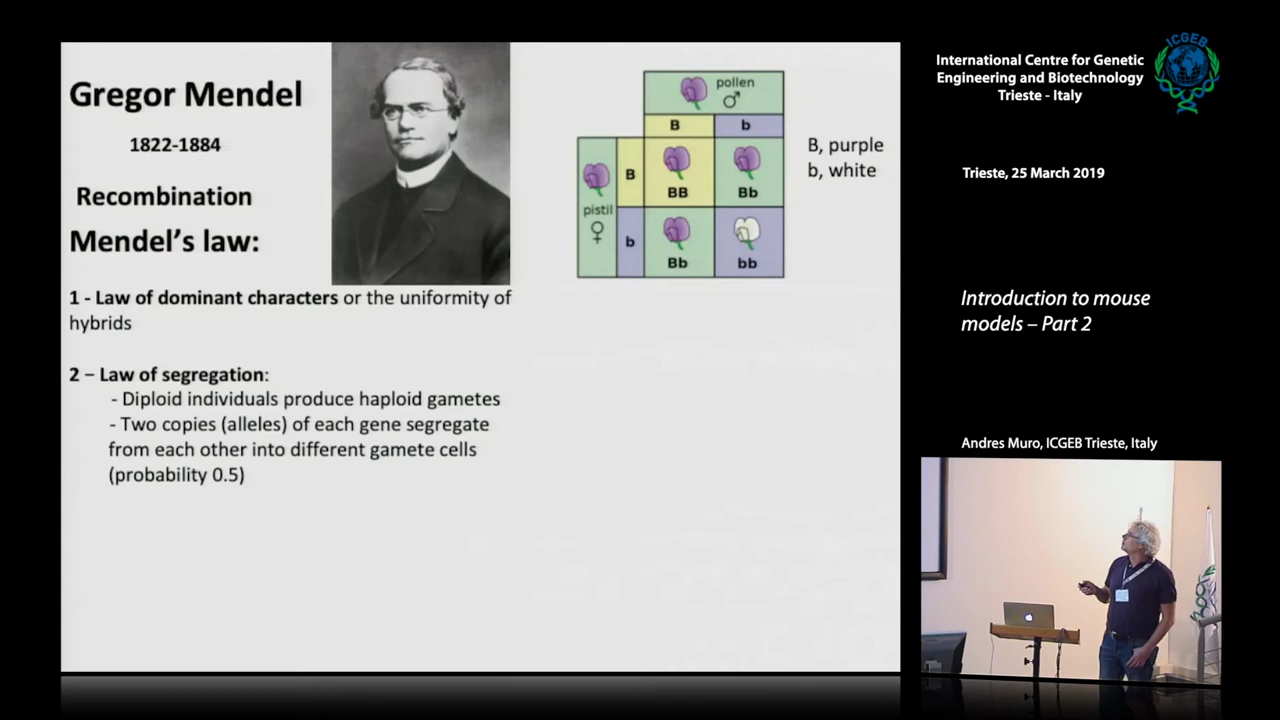 Gregor Mendel
1822-1884
Recombination
Mendel's law:
1 - Law of dominant characters or the uniformity of
hybrids
2 – Law of segregation:
- Diploid individuals produce haploid gametes
- Two copies (alleles) of each gene segregate
from each other into different gamete cells
(probability 0.5)
pollen
♂
B
b
pistil
♀
B
BB
Bb
b
Bb
bb
B, purple
b, white
International Centre for Genetic
Engineering and Biotechnology
Trieste - Italy
ICGEB
Trieste, 25 March 2019
Introduction to mouse
models – Part 2
Andres Muro, ICGEB Trieste, Italy